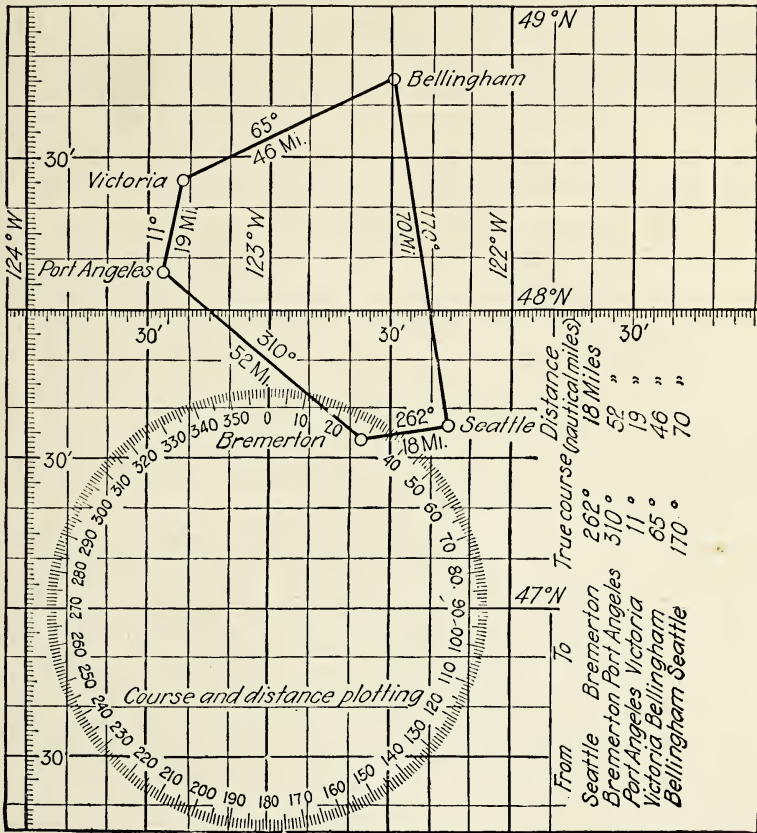 49°N
Bellingham
65°
46 Mi.
30'
Victoria
11°
19 Mi.
170°
70Mi
124°W
123°W
122°W
Port Angeles
48°N
30'
30'
30'
310°
52 Mi.
262°
18 Mi.
Seattle
Bremerton
30'
47°N
30'
0
10
20
40
50
60
70
80
90
100
110
120
130
140
150
160
170
180
190
200
210
220
230
240
250
260
270
280
290
300
310
320
330
340
350
Course and distance plotting
From To True course Distance (nautical miles)
Seattle Bremerton 262° 18 Miles
Bremerton Port Angeles 310° 52 "
Port Angeles Victoria 11° 19 "
Victoria Bellingham 65° 46 "
Bellingham Seattle 170° 70 "